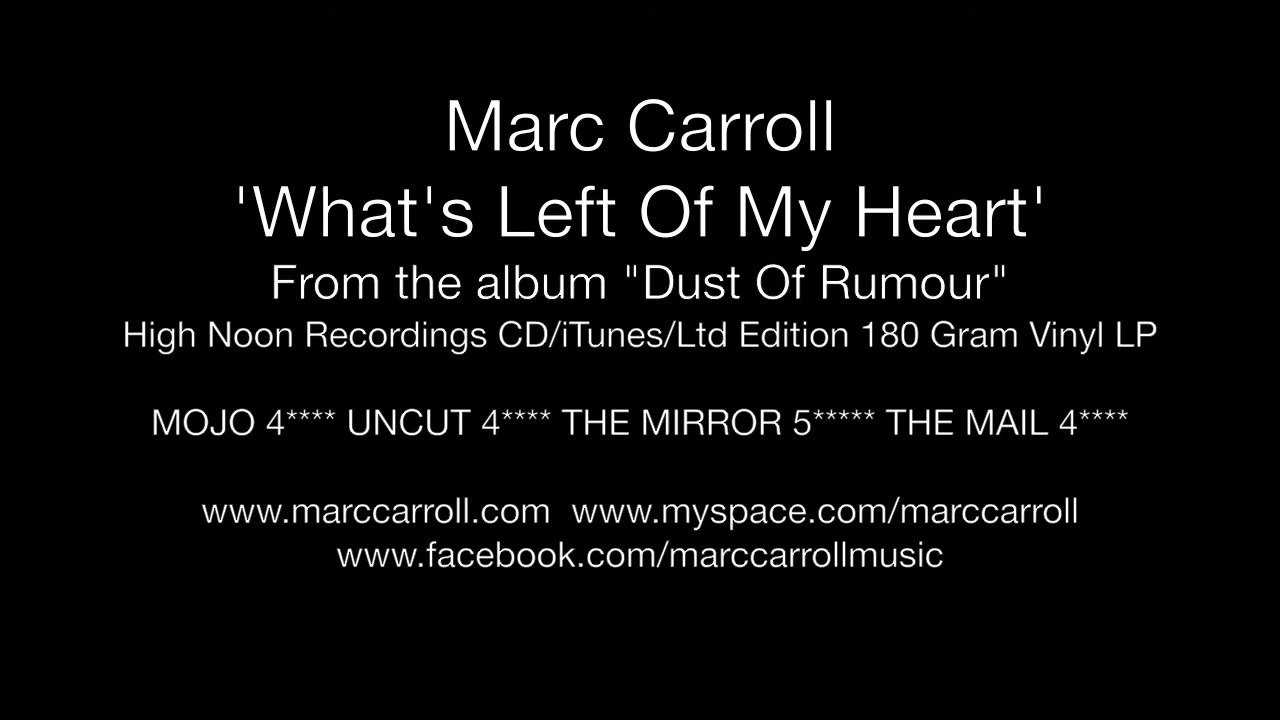 Marc Carroll
'What's Left Of My Heart'
From the album "Dust Of Rumour"
High Noon Recordings CD/iTunes/Ltd Edition 180 Gram Vinyl LP
MOJO 4**** UNCUT 4**** THE MIRROR 5***** THE MAIL 4****
www.marccarroll.com  www.myspace.com/marccarroll
www.facebook.com/marccarrollmusic